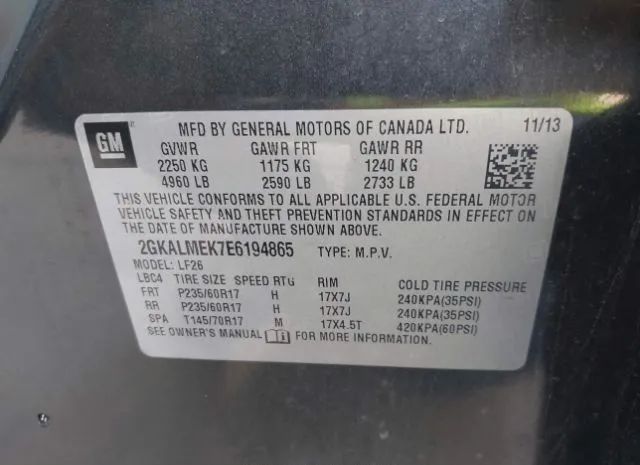 GM MFD BY GENERAL MOTORS OF CANADA LTD. 11/13
GVWR GAWR FRT GAWR RR
2250 KG 1175 KG 1240 KG
4960 LB 2590 LB 2733 LB
THIS VEHICLE CONFORMS TO ALL APPLICABLE U.S. FEDERAL MOTOR
VEHICLE SAFETY AND THEFT PREVENTION STANDARDS IN EFFECT ON
THE DATE OF MANUFACTURE SHOWN ABOVE.
2GKALMEK7E6194865 TYPE: M.P.V.
MODEL: LF26
LBC4 TIRE SIZE SPEED RTG RIM COLD TIRE PRESSURE
FRT P235/60R17 H 17X7J 240KPA(35PSI)
RR P235/60R17 H 17X7J 240KPA(35PSI)
SPA T145/70R17 M 17X4.5T 420KPA(60PSI)
SEE OWNER'S MANUAL FOR MORE INFORMATION.